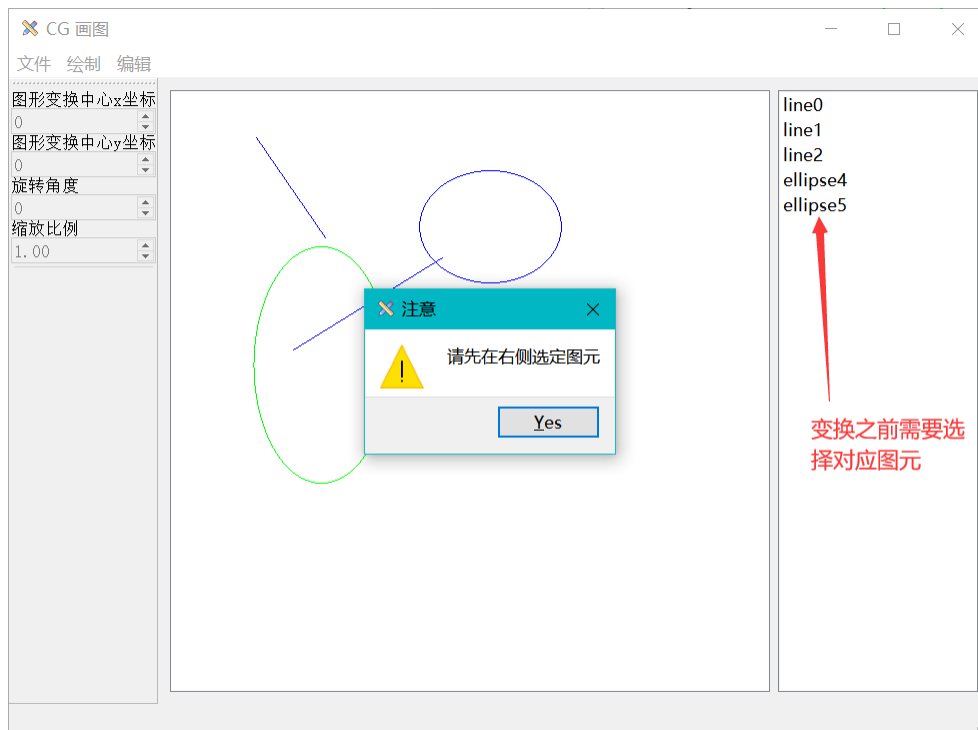 CG 画图
文件 绘制 编辑
图形变换中心x坐标
0
图形变换中心y坐标
0
旋转角度
0
缩放比例
1.00
line0
line1
line2
ellipse4
ellipse5
注意
请先在右侧选定图元
Yes
变换之前需要选
择对应图元